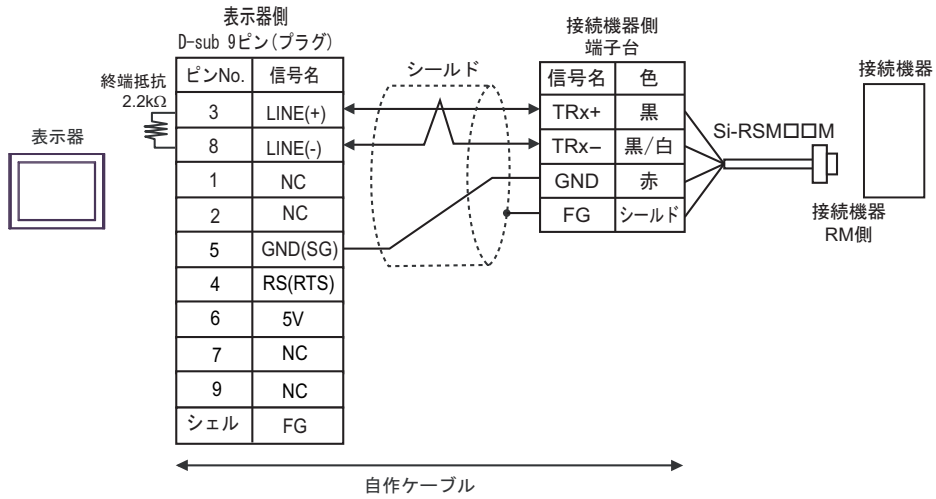 表示器側
D-sub 9ピン(プラグ)
接続機器側
端子台
終端抵抗
2.2kΩ
ピンNo. 信号名
シールド
信号名 色
接続機器
3 LINE(+)
TRx+ 黒
表示器
8 LINE(-)
TRx− 黒/白
Si-RSM□□M
1 NC
GND 赤
2 NC
FG シールド
接続機器
RM側
5 GND(SG)
4 RS(RTS)
6 5V
7 NC
9 NC
シェル FG
自作ケーブル